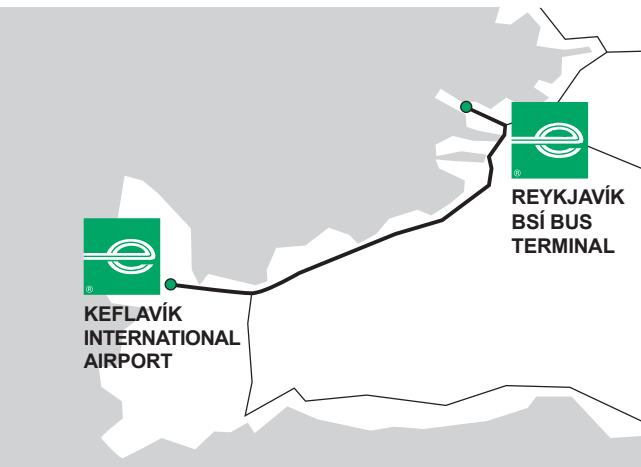 REYKJAVÍK
BSÍ BUS
TERMINAL
KEFLAVÍK
INTERNATIONAL
AIRPORT